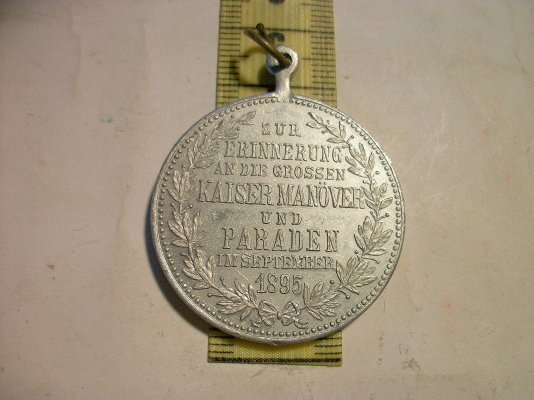 ZUR
ERINNERUNG
AN DIE GROSSEN
KAISER MANÖVER
UND
PARADEN
IM SEPTEMBER
1895